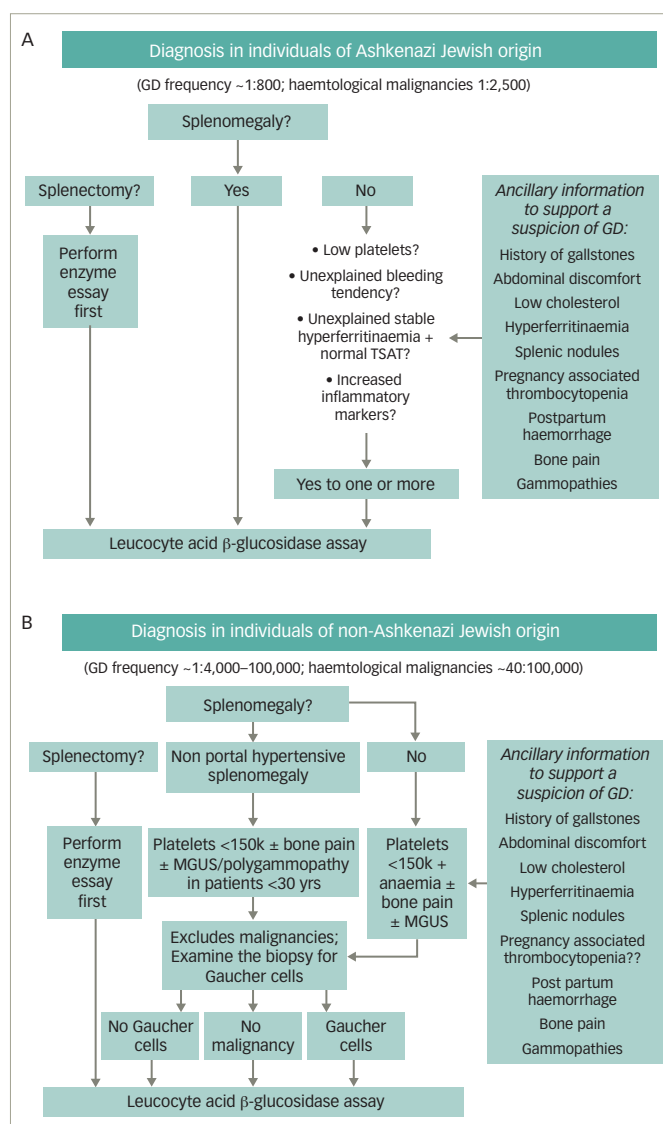 A
Diagnosis in individuals of Ashkenazi Jewish origin
(GD frequency ~1:800; haemtological malignancies 1:2,500)
Splenomegaly?
Splenectomy?
Yes
No
Perform
enzyme
essay
first
• Low platelets?
• Unexplained bleeding
tendency?
• Unexplained stable
hyperferritinaemia +
normal TSAT?
• Increased
inflammatory
markers?
Yes to one or more
Ancillary information
to support a
suspicion of GD:
History of gallstones
Abdominal discomfort
Low cholesterol
Hyperferritinaemia
Splenic nodules
Pregnancy associated
thrombocytopenia
Postpartum
haemorrhage
Bone pain
Gammopathies
Leucocyte acid β-glucosidase assay
B
Diagnosis in individuals of non-Ashkenazi Jewish origin
(GD frequency ~1:4,000–100,000; haemtological malignancies ~40:100,000)
Splenomegaly?
Splenectomy?
Non portal hypertensive
splenomegaly
No
Perform
enzyme
essay
first
Platelets <150k ± bone pain
± MGUS/polygammopathy
in patients <30 yrs
Platelets
<150k +
anaemia ±
bone pain
± MGUS
Excludes malignancies;
Examine the biopsy for
Gaucher cells
No Gaucher
cells
No
malignancy
Gaucher
cells
Ancillary information
to support a
suspicion of GD:
History of gallstones
Abdominal discomfort
Low cholesterol
Hyperferritinaemia
Splenic nodules
Pregnancy associated
thrombocytopenia??
Post partum
haemorrhage
Bone pain
Gammopathies
Leucocyte acid β-glucosidase assay